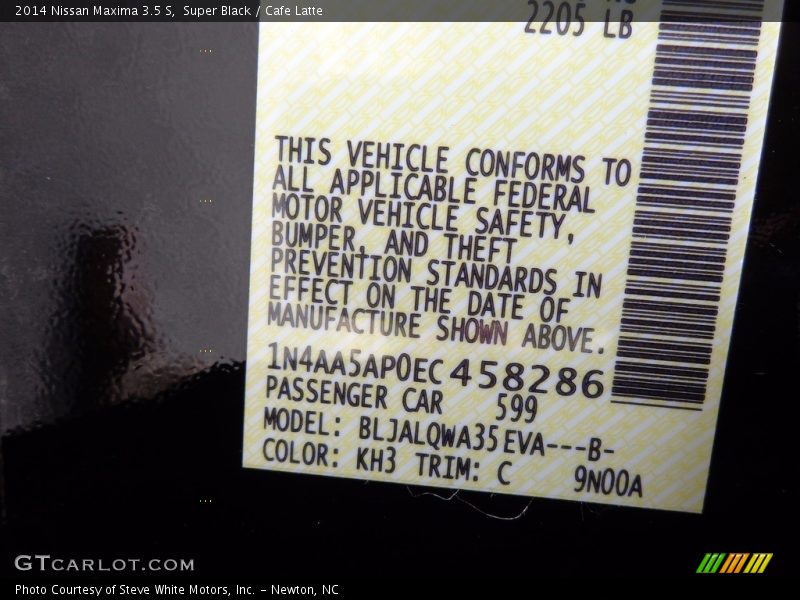 2014 Nissan Maxima 3.5 S,  Super Black / Cafe Latte
2205 LB
THIS VEHICLE CONFORMS TO
ALL APPLICABLE FEDERAL
MOTOR VEHICLE SAFETY,
BUMPER, AND THEFT
PREVENTION STANDARDS IN
EFFECT ON THE DATE OF
MANUFACTURE SHOWN ABOVE.
1N4AA5AP0EC458286
PASSENGER CAR 599
MODEL: BLJALQWA35EVA---B-
COLOR: KH3 TRIM: C 9N00A
GTCARLOT.COM
Photo Courtesy of Steve White Motors, Inc. – Newton, NC